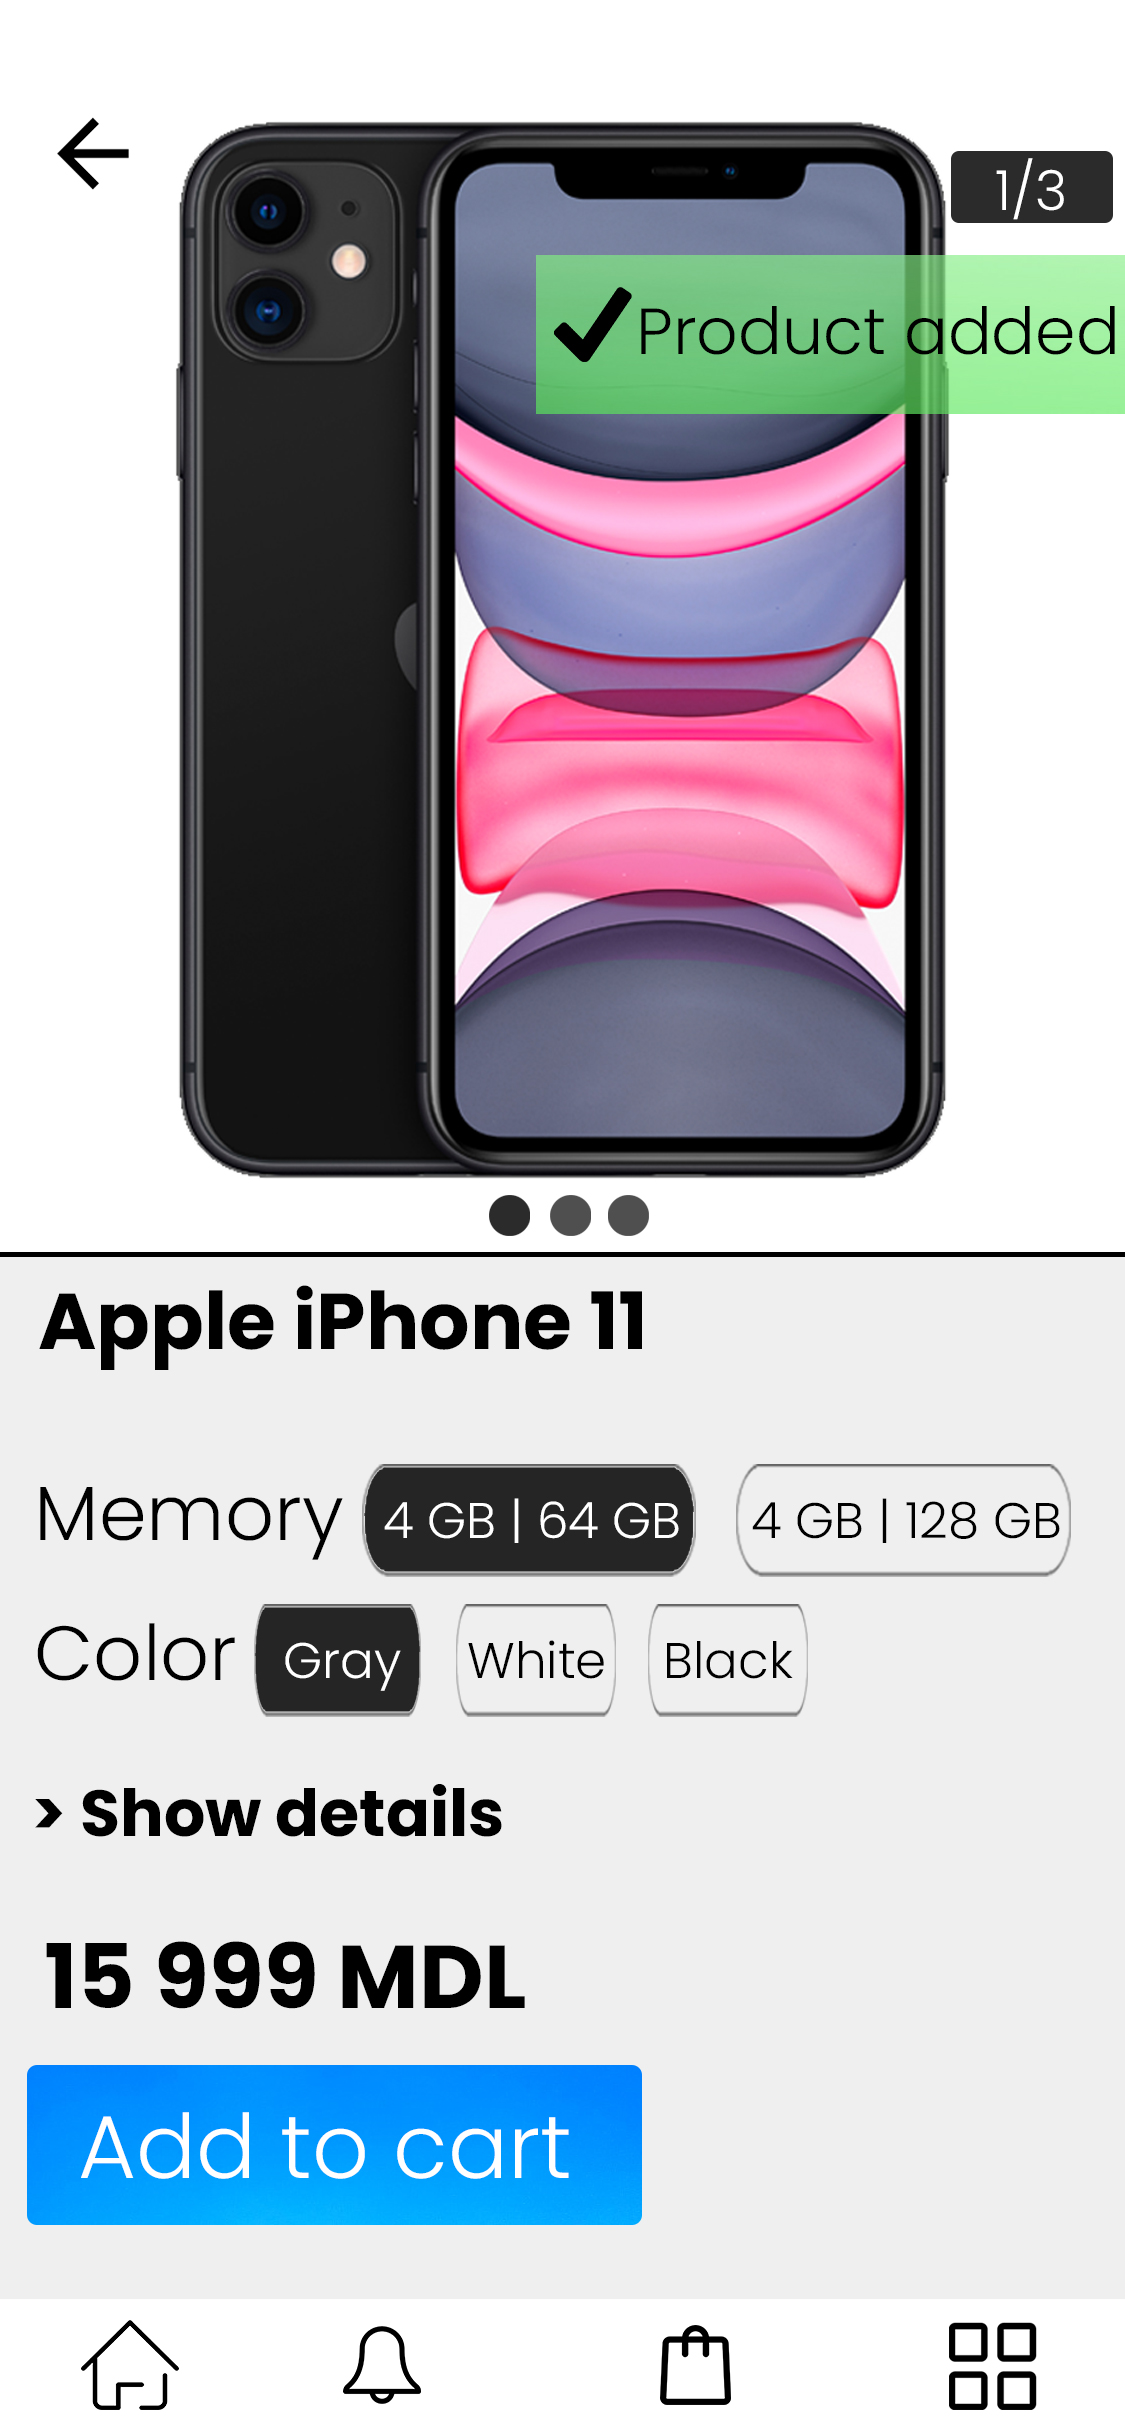 1/3
Product added
Apple iPhone 11
Memory 4 GB | 64 GB 4 GB | 128 GB
Color Gray White Black
> Show details
15 999 MDL
Add to cart